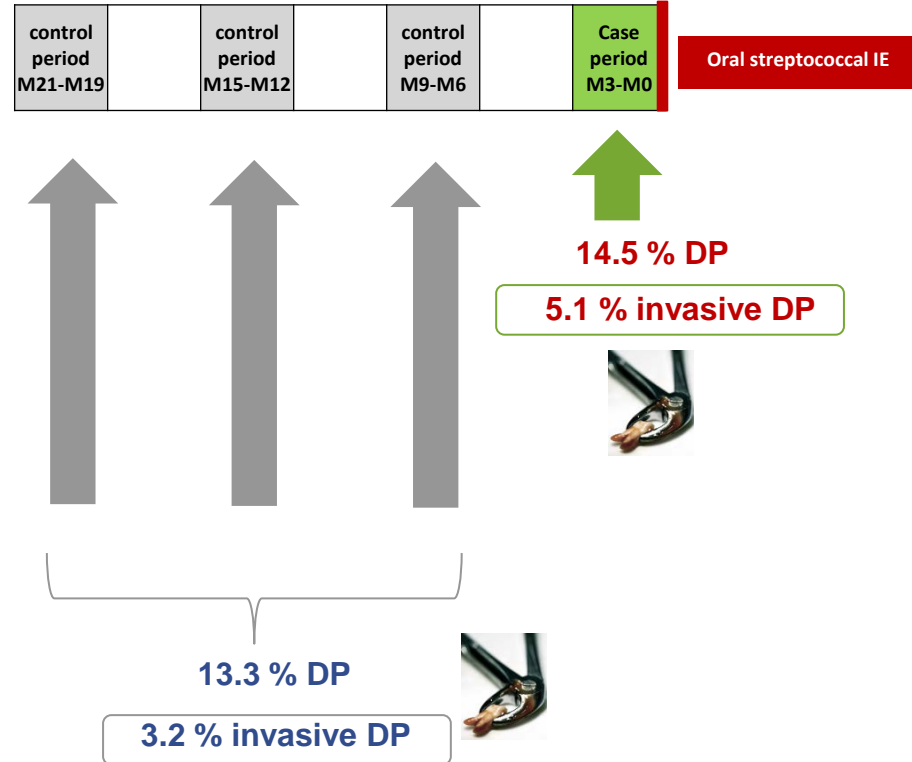 control
period
M21-M19
control
period
M15-M12
control
period
M9-M6
Case
period
M3-M0
Oral streptococcal IE
14.5 % DP
5.1 % invasive DP
13.3 % DP
3.2 % invasive DP